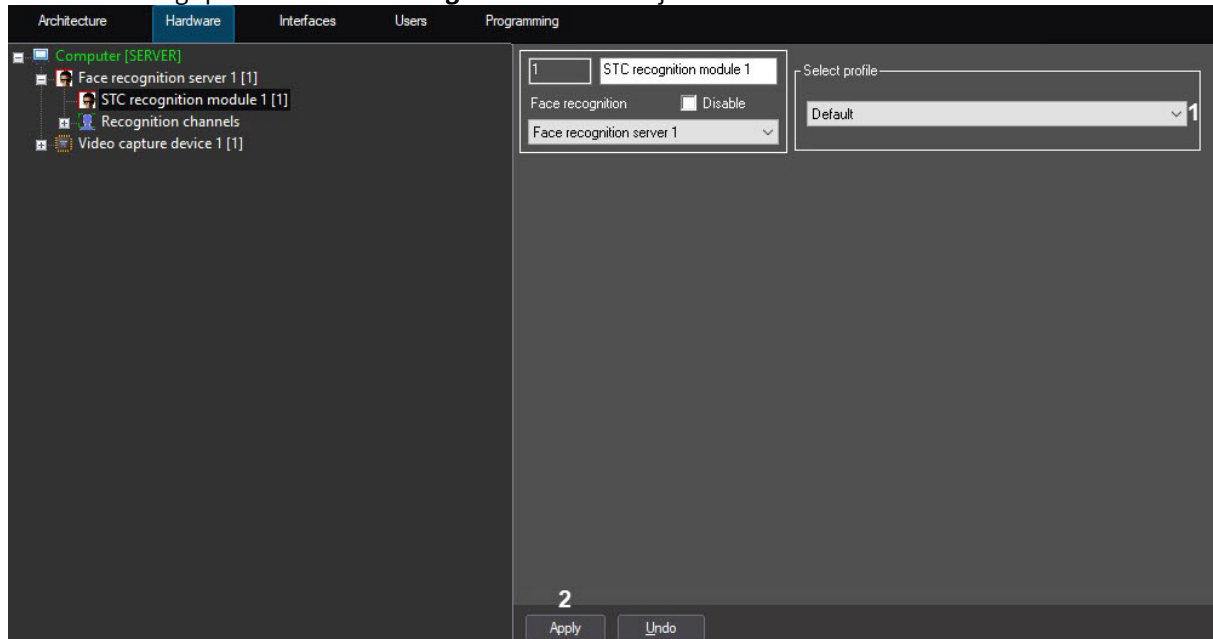 Architecture Hardware Interfaces Users Programming
Computer [SERVER]
Face recognition server 1 [1]
STC recognition module 1 [1]
Recognition channels
Video capture device 1 [1]
1 STC recognition module 1
Face recognition Disable
Face recognition server 1
Select profile
Default 1
2
Apply Undo